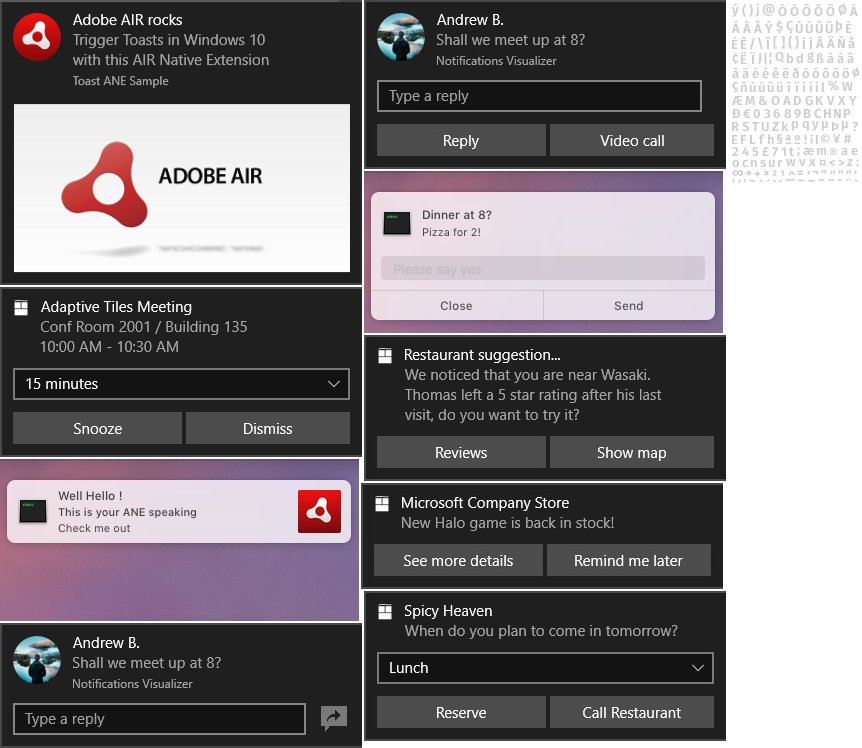 Adobe AIR rocks
Trigger Toasts in Windows 10
with this AIR Native Extension
Toast ANE Sample
ADOBE AIR
Adaptive Tiles Meeting
Conf Room 2001 / Building 135
10:00 AM - 10:30 AM
15 minutes
Snooze
Dismiss
Well Hello !
This is your ANE speaking
Check me out
Andrew B.
Shall we meet up at 8?
Notifications Visualizer
Type a reply
Andrew B.
Shall we meet up at 8?
Notifications Visualizer
Type a reply
Reply
Video call
Dinner at 8?
Pizza for 2!
Please say yes
Close
Send
Restaurant suggestion...
We noticed that you are near Wasaki.
Thomas left a 5 star rating after his last
visit, do you want to try it?
Reviews
Show map
Microsoft Company Store
New Halo game is back in stock!
See more details
Remind me later
Spicy Heaven
When do you plan to come in tomorrow?
Lunch
Reserve
Call Restaurant
ÆM&OADGKVXY
Ð€03689BCHNP